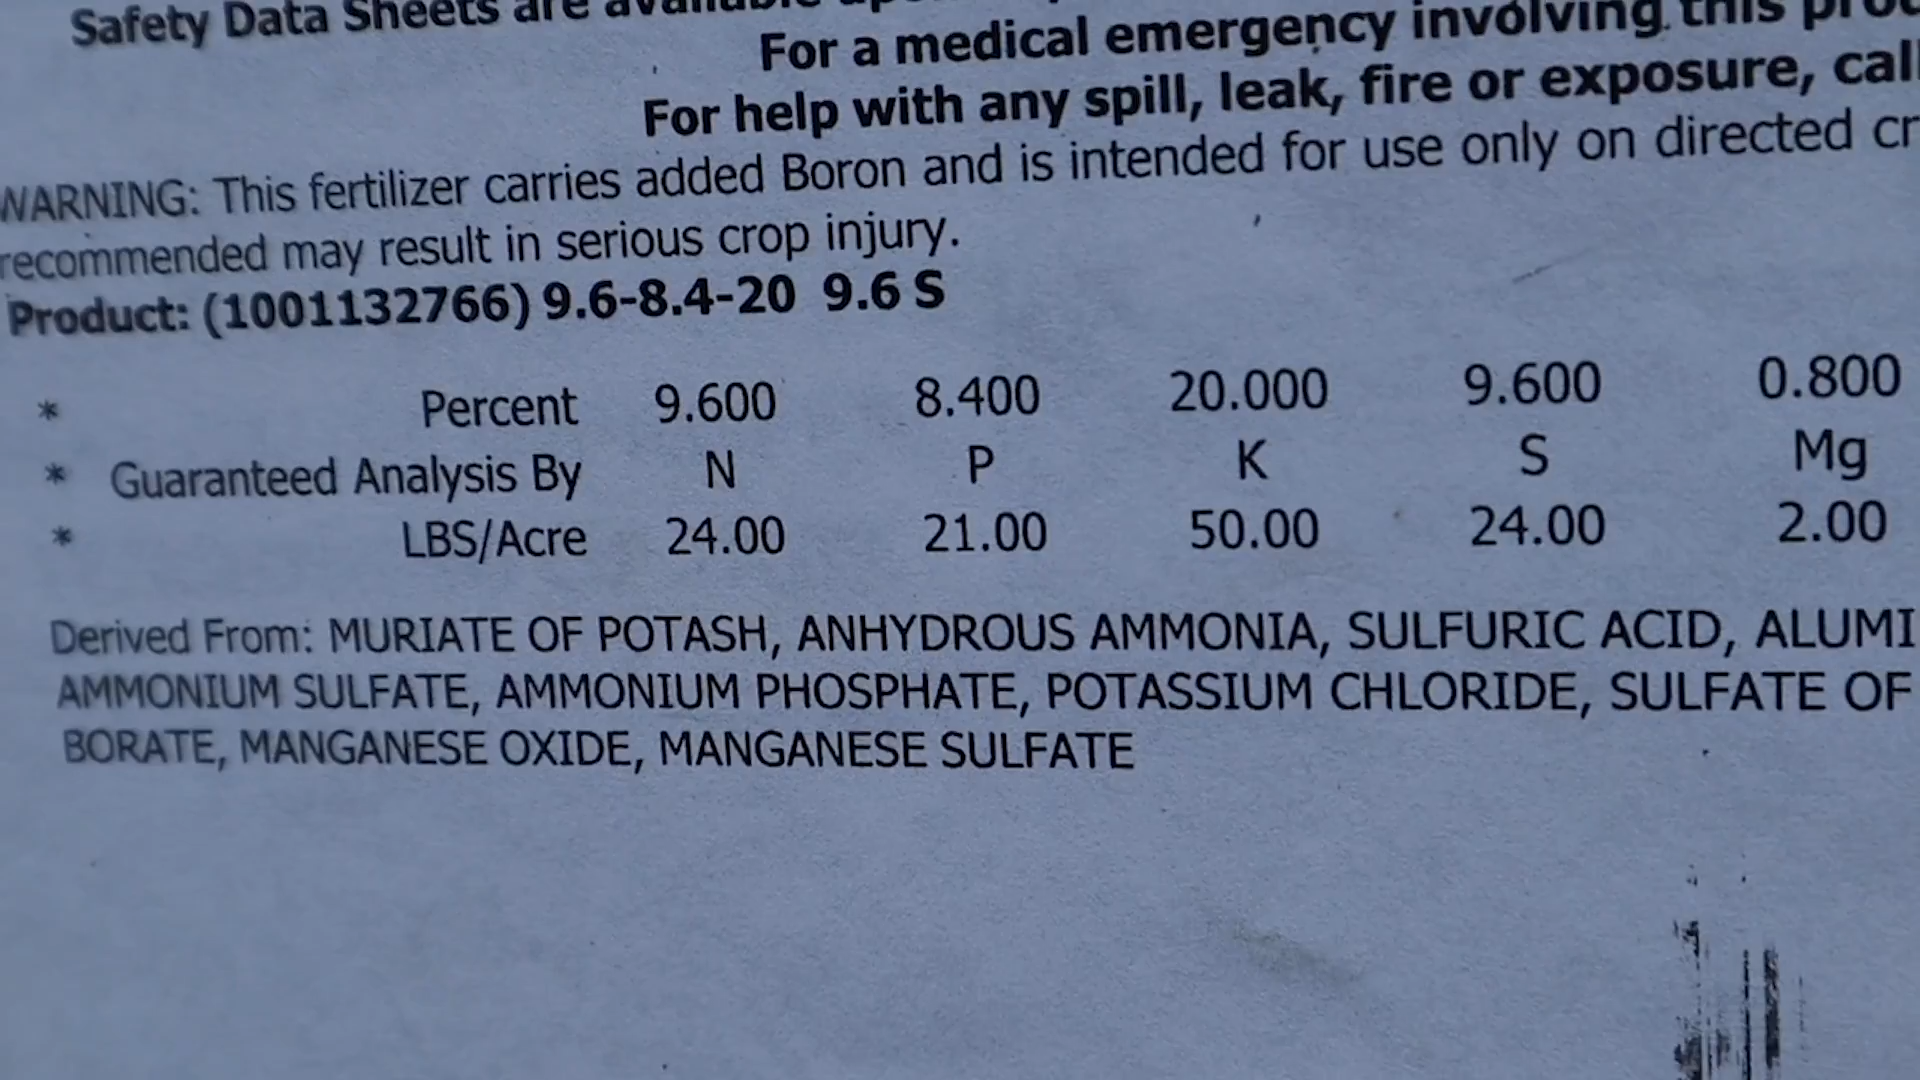 Safety Data Sheets are
For a medical emergency involving this
For help with any spill, leak, fire or exposure, call
WARNING: This fertilizer carries added Boron and is intended for use only on directed
recommended may result in serious crop injury.
Product: (1001132766) 9.6-8.4-20 9.6 S
* Percent 9.600 8.400 20.000 9.600 0.800
* Guaranteed Analysis By N P K S Mg
* LBS/Acre 24.00 21.00 50.00 24.00 2.00
Derived From: MURIATE OF POTASH, ANHYDROUS AMMONIA, SULFURIC ACID, ALUMI
AMMONIUM SULFATE, AMMONIUM PHOSPHATE, POTASSIUM CHLORIDE, SULFATE OF
BORATE, MANGANESE OXIDE, MANGANESE SULFATE